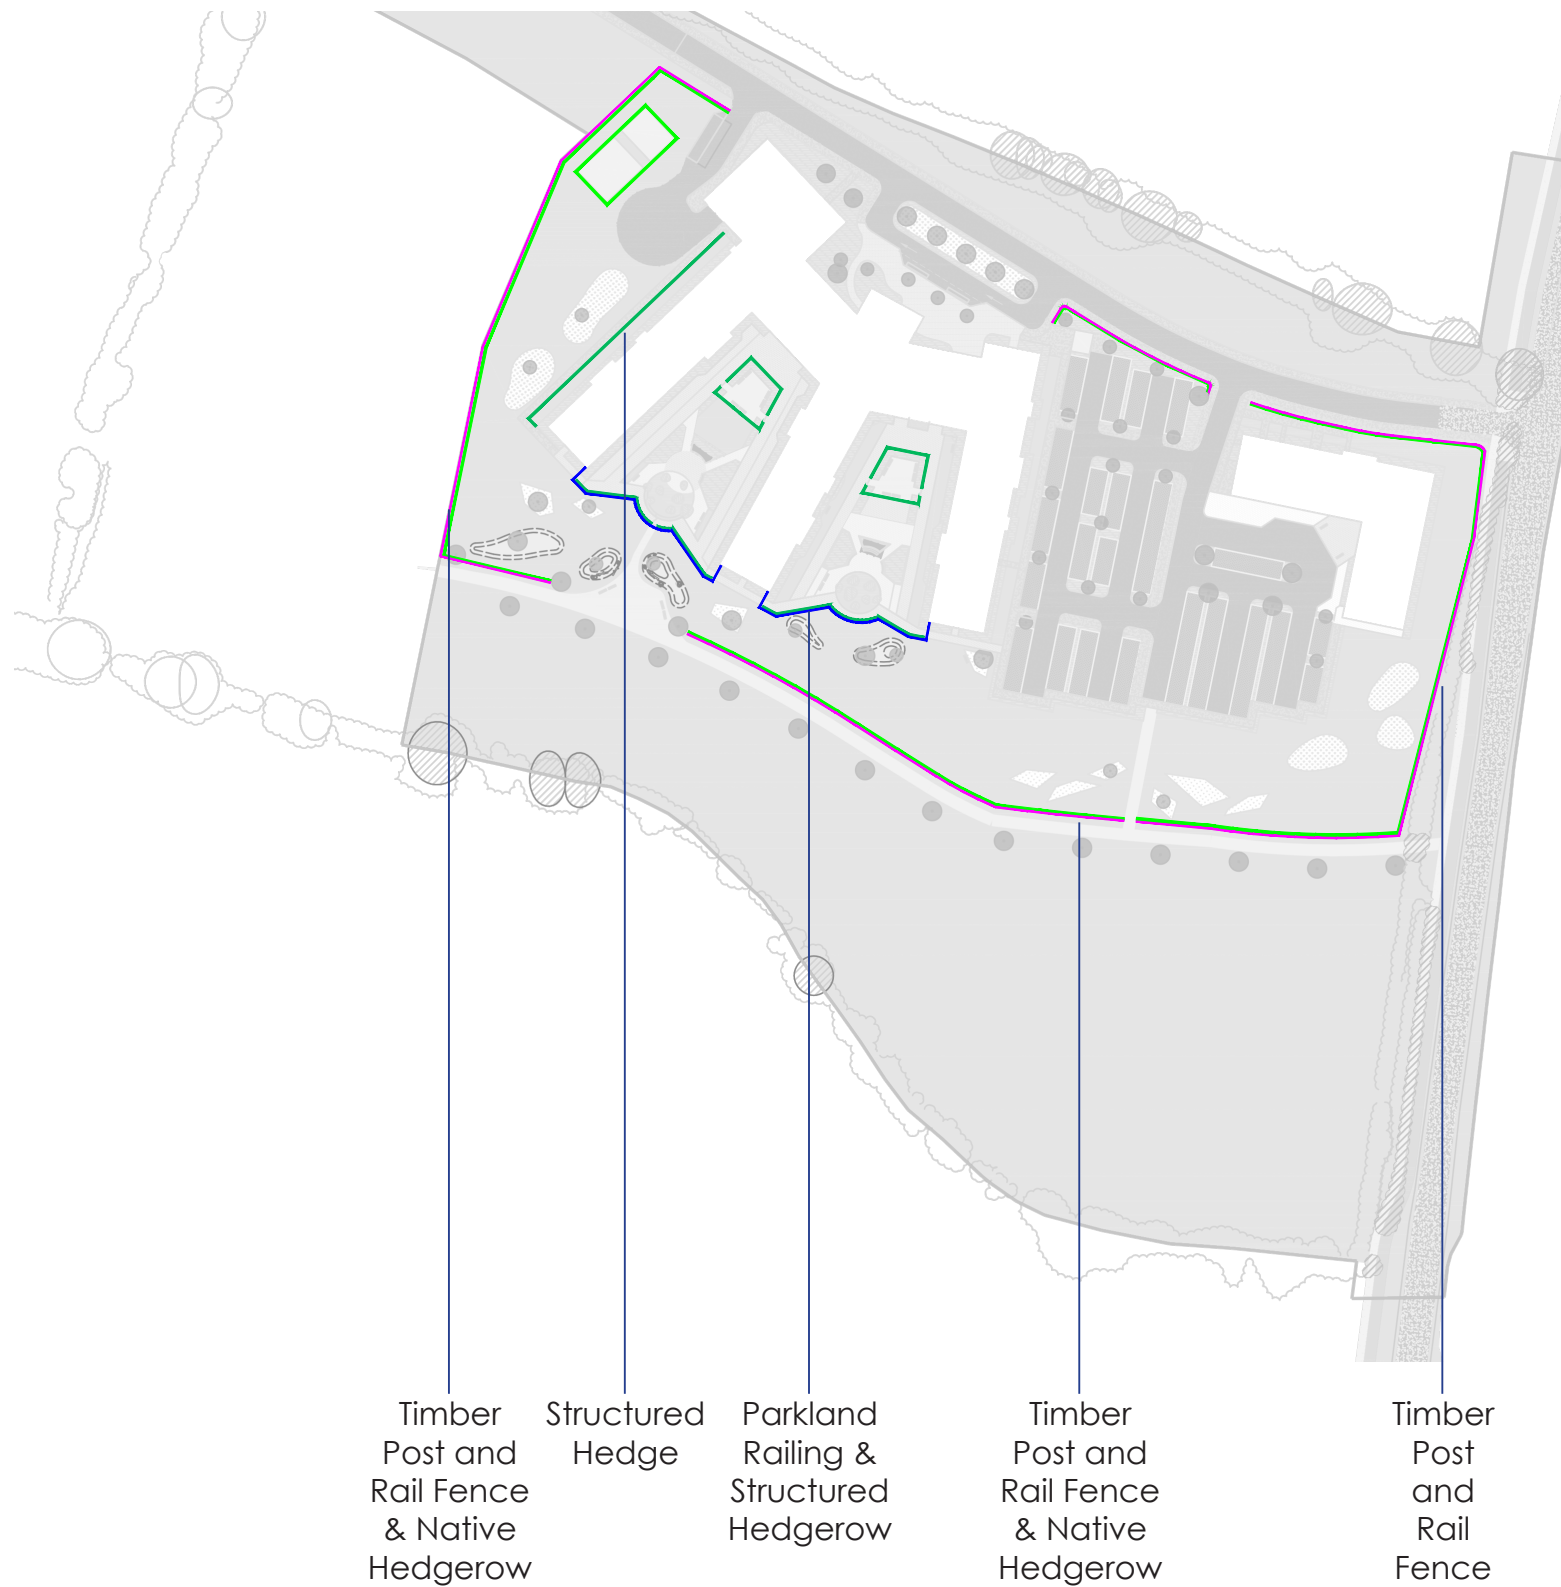 Timber
Post and
Rail Fence
& Native
Hedgerow
Structured
Hedge
Parkland
Railing &
Structured
Hedgerow
Timber
Post and
Rail Fence
& Native
Hedgerow
Timber
Post
and
Rail
Fence